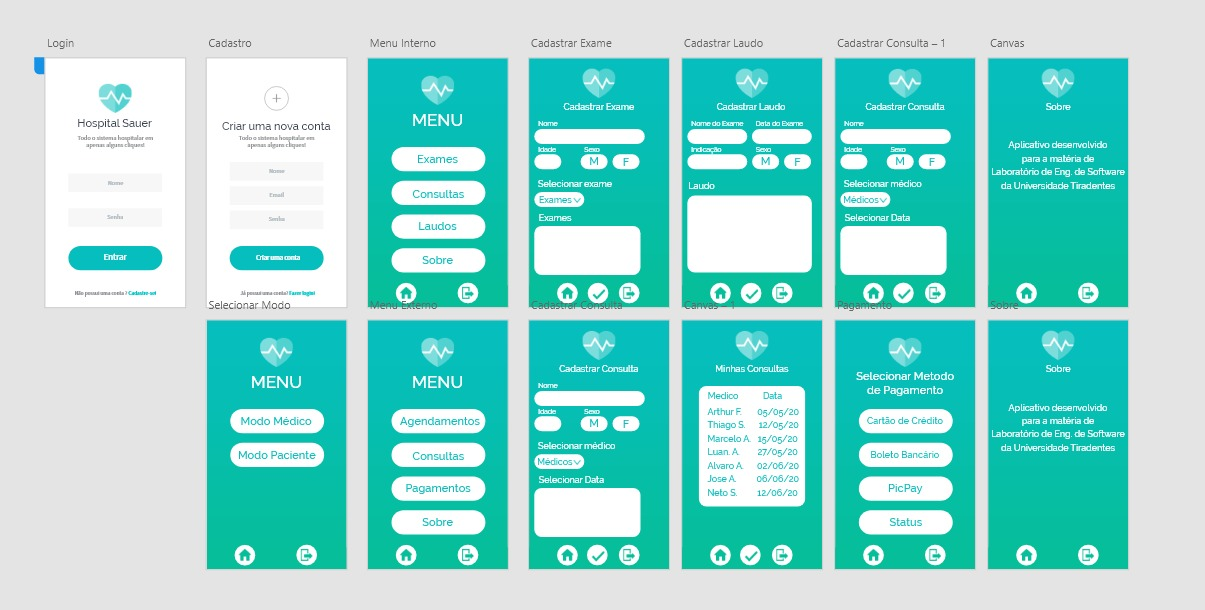 Login
Hospital Sauer
Todo o sistema hospitalar em
apenas alguns cliques!
Nome
Senha
Entrar
Não possui uma conta ? Cadastre-se!
Cadastro
Criar uma nova conta
Todo o sistema hospitalar em
apenas alguns cliques!
Nome
Email
Senha
Criar uma conta
Já possui uma conta? Fazer login!
Menu Interno
MENU
Exames
Consultas
Laudos
Sobre
Cadastrar Exame
Cadastrar Exame
Nome
Idade Sexo
M F
Selecionar exame
Exames
Exames
Cadastrar Laudo
Cadastrar Laudo
Nome do Exame Data do Exame
Indicação Sexo
M F
Laudo
Cadastrar Consulta – 1
Cadastrar Consulta
Nome
Idade Sexo
M F
Selecionar médico
Médicos
Selecionar Data
Canvas
Sobre
Aplicativo desenvolvido
para a matéria de
Laboratório de Eng. de Software
da Universidade Tiradentes
Selecionar Modo
MENU
Modo Médico
Modo Paciente
Menu Externo
MENU
Agendamentos
Consultas
Pagamentos
Sobre
Cadastrar Consulta
Cadastrar Consulta
Nome
Idade Sexo
M F
Selecionar médico
Médicos
Selecionar Data
Canvas – 1
Minhas Consultas
Medico Data
Arthur F. 05/05/20
Thiago S. 12/05/20
Marcelo A. 15/05/20
Luan. A. 27/05/20
Alvaro A. 02/06/20
Jose A. 06/06/20
Neto S. 12/06/20
Pagamento
Selecionar Metodo
de Pagamento
Cartão de Crédito
Boleto Bancário
PicPay
Status
Sobre
Sobre
Aplicativo desenvolvido
para a matéria de
Laboratório de Eng. de Software
da Universidade Tiradentes